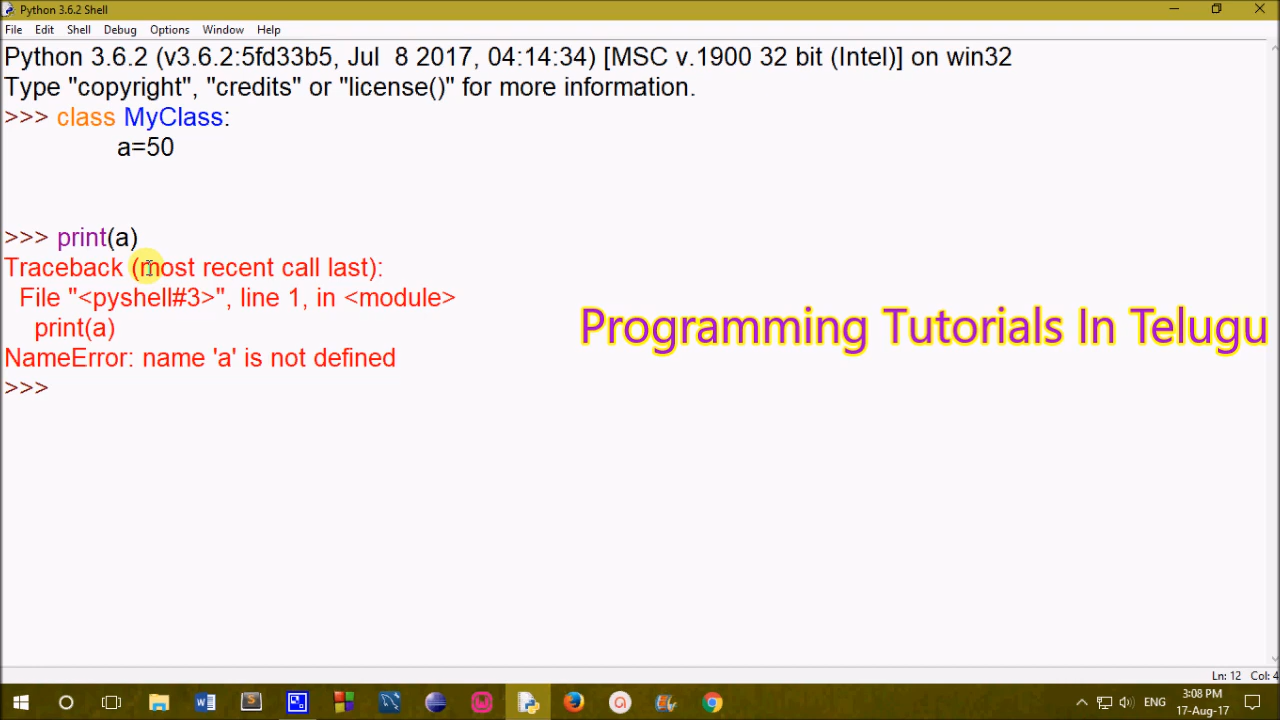 Python 3.6.2 Shell
File Edit Shell Debug Options Window Help
Python 3.6.2 (v3.6.2:5fd33b5, Jul  8 2017, 04:14:34) [MSC v.1900 32 bit (Intel)] on win32
Type "copyright", "credits" or "license()" for more information.
>>> class MyClass:
a=50
>>> print(a)
Traceback (most recent call last):
File "<pyshell#3>", line 1, in <module>
print(a)
NameError: name 'a' is not defined
>>>
Programming Tutorials In Telugu
Ln: 12 Col: 4
ENG
3:08 PM
17-Aug-17